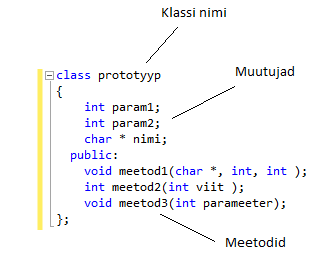 Klassi nimi
class prototyyp
Muutujad
{
int param1;
int param2;
char * nimi;
public:
void meetod1(char *, int, int );
int meetod2(int viit );
void meetod3(int parameeter);
};
Meetodid